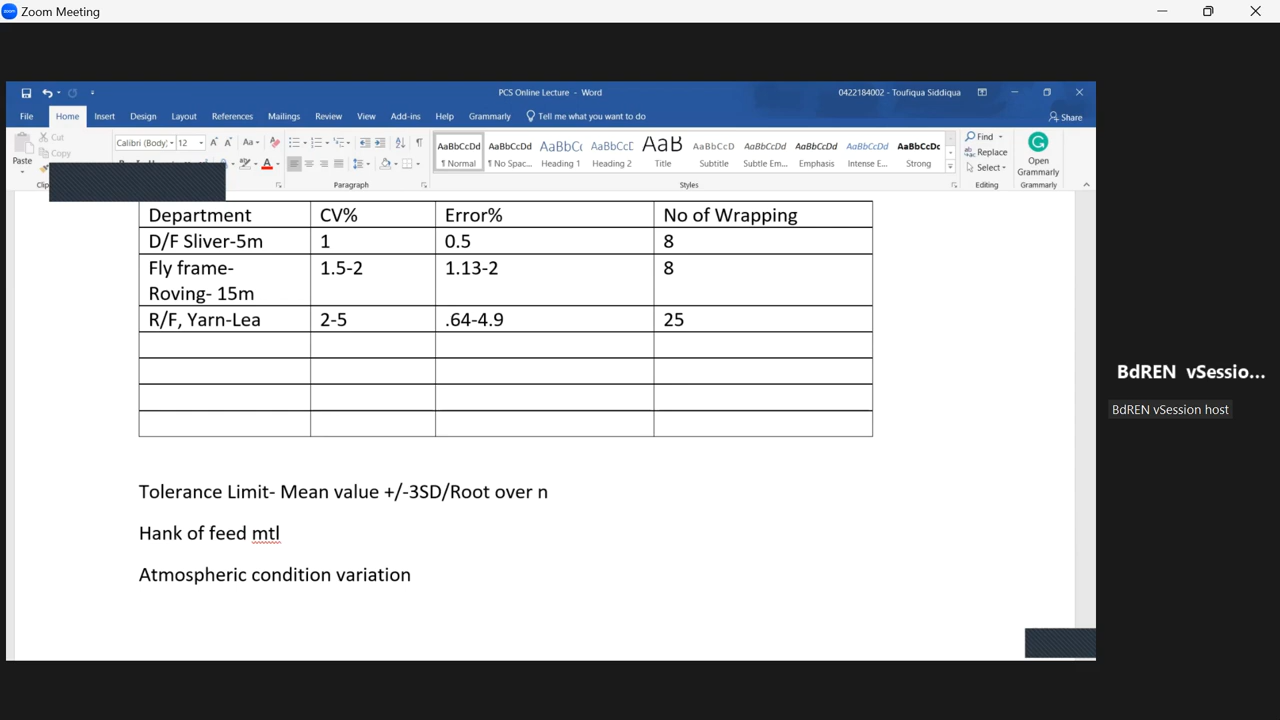 zoom Zoom Meeting
PCS Online Lecture - Word 0422184002 - Toufiqua Siddiqua
File Home Insert Design Layout References Mailings Review View Add-ins Help Grammarly Tell me what you want to do Share
Paste Cut Copy Calibri (Body) 12 Aa
AaBbCcDd AaBbCcDd AaBbCc AaBbCcC AaB AaBbCcD AaBbCcDd AaBbCcDd AaBbCcDd AaBbCcDc
¶ Normal ¶ No Spac... Heading 1 Heading 2 Title Subtitle Subtle Em... Emphasis Intense E... Strong
Find Replace Select Open Grammarly
Paragraph Styles Editing Grammarly
Department CV% Error% No of Wrapping
D/F Sliver-5m 1 0.5 8
Fly frame- 1.5-2 1.13-2 8
Roving- 15m
R/F, Yarn-Lea 2-5 .64-4.9 25
Tolerance Limit- Mean value +/-3SD/Root over n
Hank of feed mtl
Atmospheric condition variation
BdREN vSessio...
BdREN vSession host